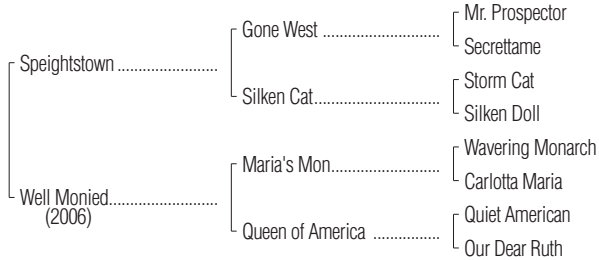 Mr. Prospector
Gone West ..............................
Secrettame
Speightstown .........................
Storm Cat
Silken Cat................................
Silken Doll
Wavering Monarch
Maria's Mon............................
Carlotta Maria
Well Monied...........................
(2006)
Quiet American
Queen of America .................
Our Dear Ruth